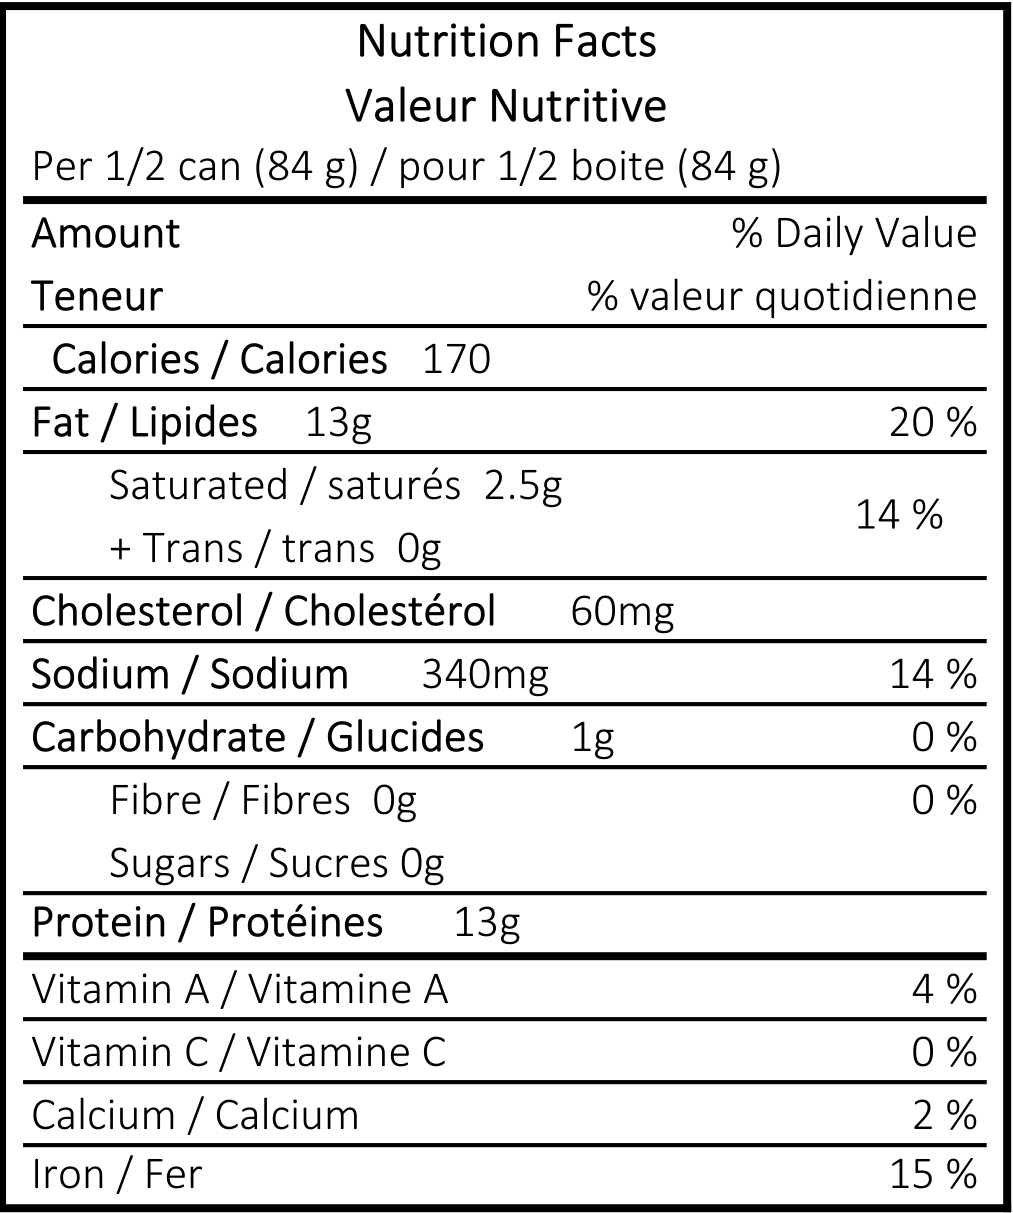 Nutrition Facts
Valeur Nutritive
Per 1/2 can (84 g) / pour 1/2 boite (84 g)
Amount % Daily Value
Teneur % valeur quotidienne
Calories / Calories 170
Fat / Lipides 13g 20 %
Saturated / saturés 2.5g
14 %
+ Trans / trans 0g
Cholesterol / Cholestérol 60mg
Sodium / Sodium 340mg 14 %
Carbohydrate / Glucides 1g 0 %
Fibre / Fibres 0g 0 %
Sugars / Sucres 0g
Protein / Protéines 13g
Vitamin A / Vitamine A 4 %
Vitamin C / Vitamine C 0 %
Calcium / Calcium 2 %
Iron / Fer 15 %